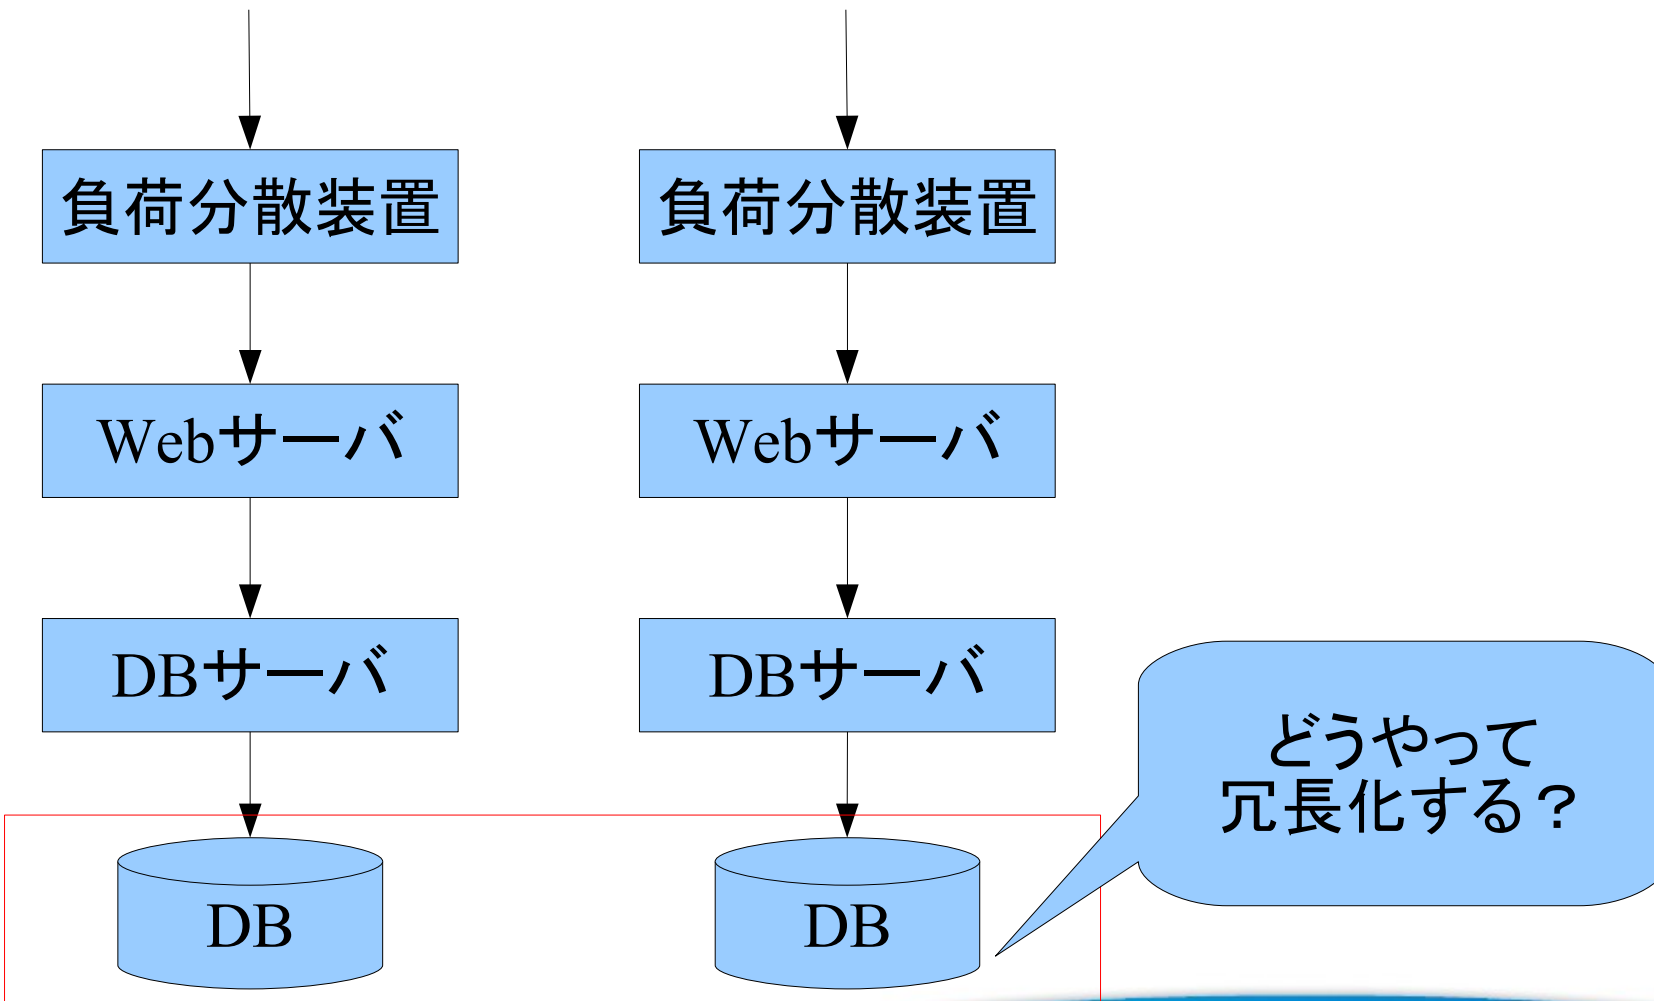 負荷分散装置
負荷分散装置
Webサーバ
Webサーバ
DBサーバ
DBサーバ
どうやって
冗長化する？
DB
DB